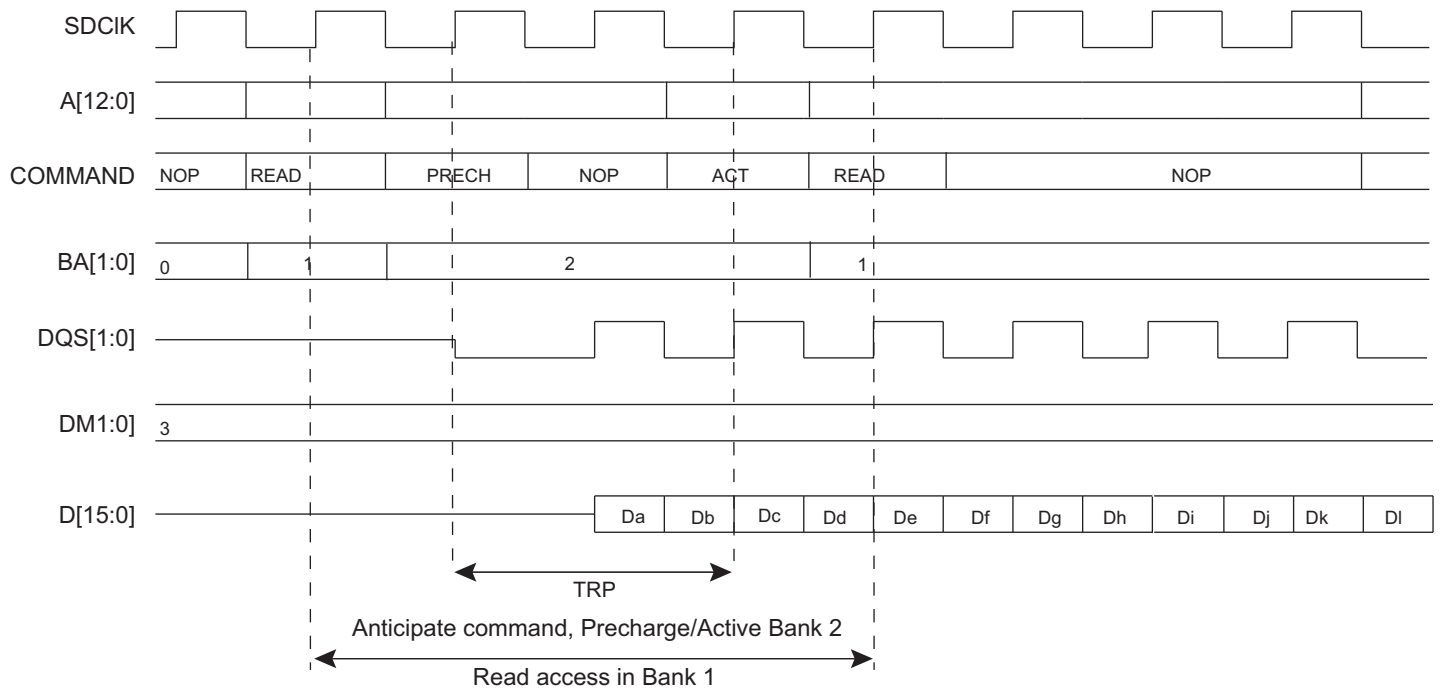 SDClK
A[12:0]
COMMAND NOP READ PRECH NOP ACT READ NOP
BA[1:0] 0 1 2 1
DQS[1:0]
DM1:0] 3
D[15:0] Da Db Dc Dd De Df Dg Dh Di Dj Dk Dl
TRP
Anticipate command, Precharge/Active Bank 2
Read access in Bank 1